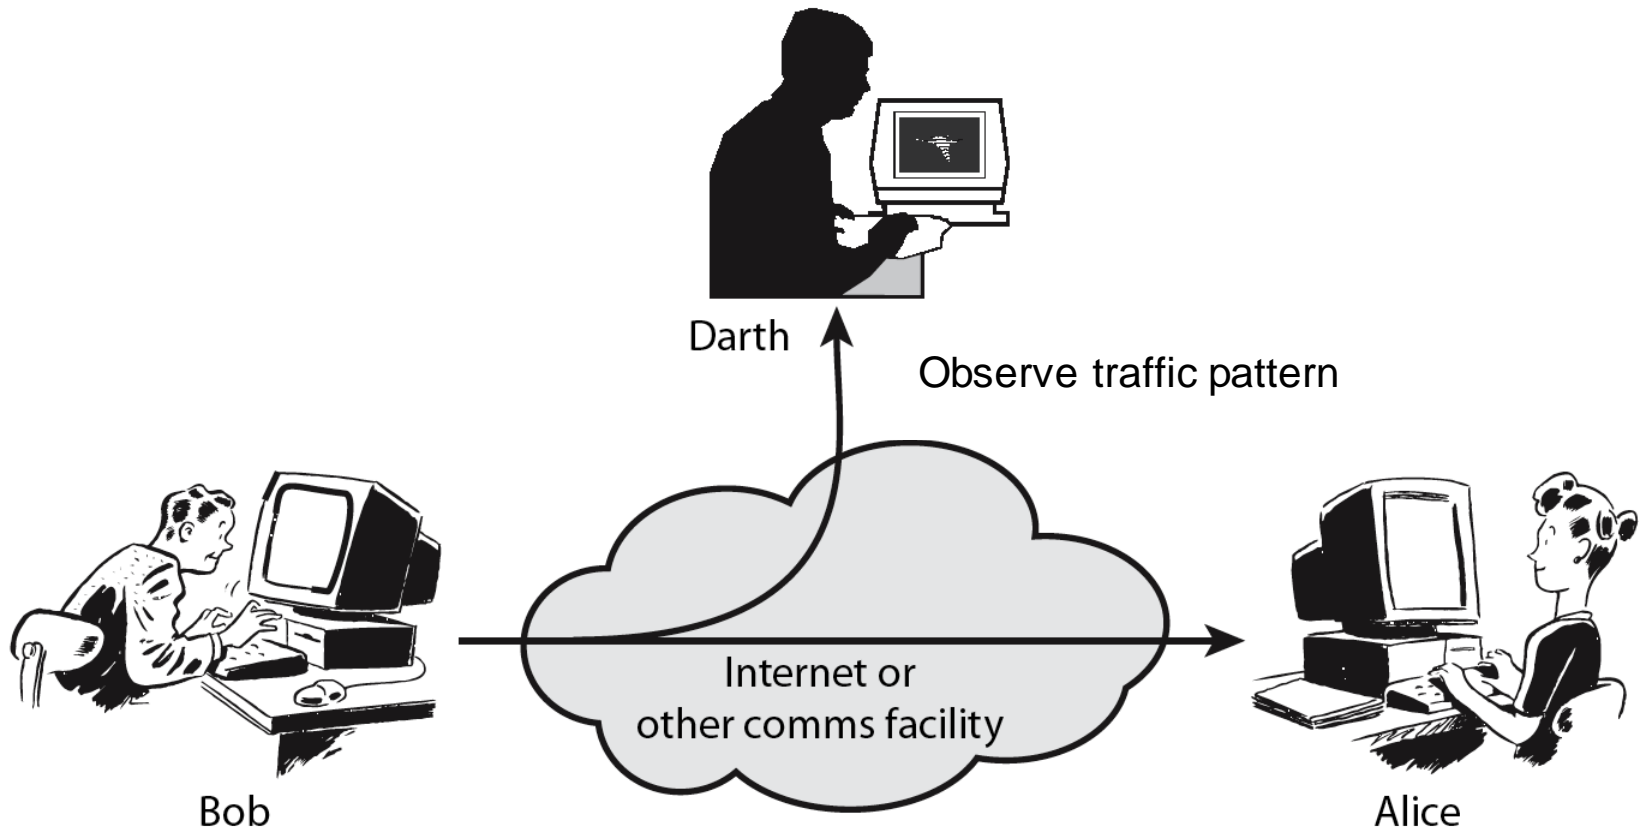 Darth
Observe traffic pattern
Internet or
other comms facility
Bob
Alice